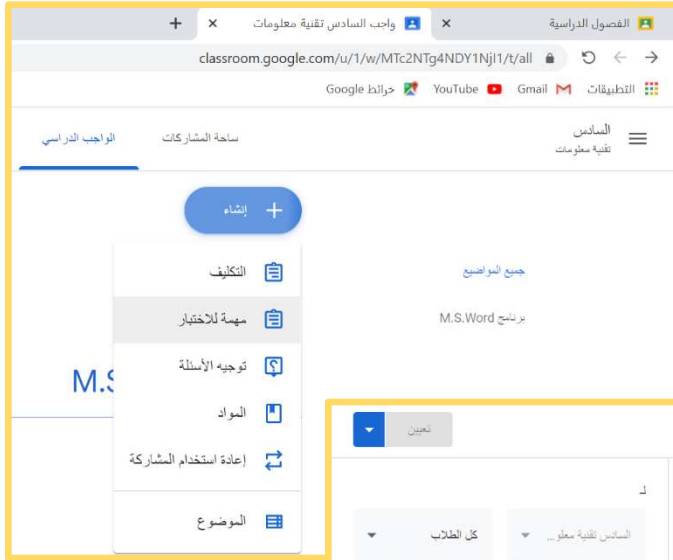 الفصول الدراسية
واجب السادس تقنية معلومات
classroom.google.com/u/1/w/MTc2NTg4NDY1NjI1/t/all
التطبيقات Gmail YouTube خرائط Google
السادس
تقنية معلومات
ساحة المشاركات
الواجب الدراسي
إنشاء
جميع المواضيع
برنامج M.S.Word
التكليف
مهمة للاختبار
توجيه الأسئلة
المواد
إعادة استخدام المشاركة
الموضوع
M.S
تعيين
لـ
السادس تقنية معلو...
كل الطلاب